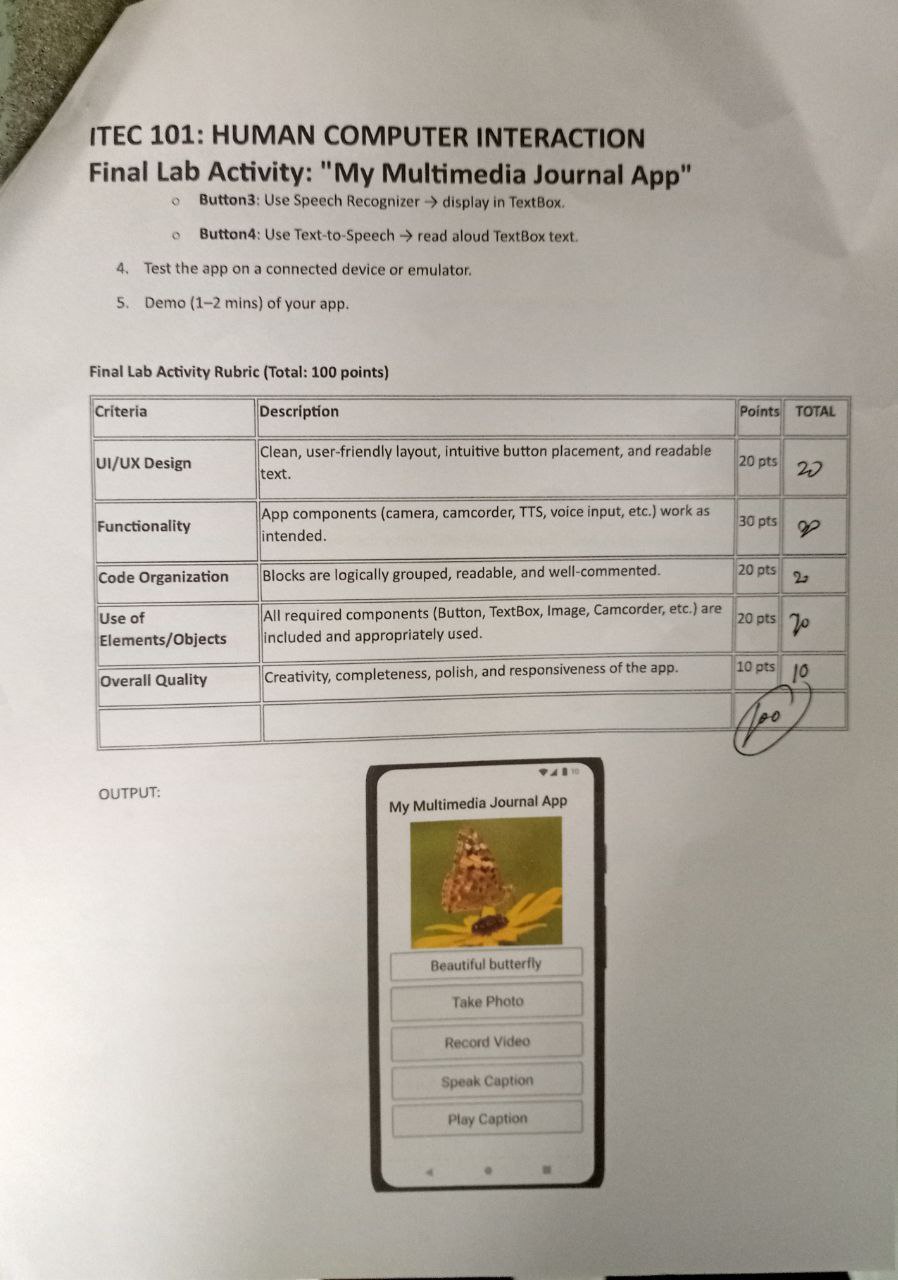 ITEC 101: HUMAN COMPUTER INTERACTION
Final Lab Activity: "My Multimedia Journal App"
○ Button3: Use Speech Recognizer → display in TextBox.
○ Button4: Use Text-to-Speech → read aloud TextBox text.
4. Test the app on a connected device or emulator.
5. Demo (1–2 mins) of your app.
Final Lab Activity Rubric (Total: 100 points)
Criteria Description Points TOTAL
UI/UX Design Clean, user-friendly layout, intuitive button placement, and readable 20 pts 20
text.
Functionality App components (camera, camcorder, TTS, voice input, etc.) work as 30 pts
intended.
Code Organization Blocks are logically grouped, readable, and well-commented. 20 pts 20
Use of All required components (Button, TextBox, Image, Camcorder, etc.) are 20 pts 20
Elements/Objects included and appropriately used.
Overall Quality Creativity, completeness, polish, and responsiveness of the app. 10 pts 10
100
OUTPUT:
My Multimedia Journal App
Beautiful butterfly
Take Photo
Record Video
Speak Caption
Play Caption